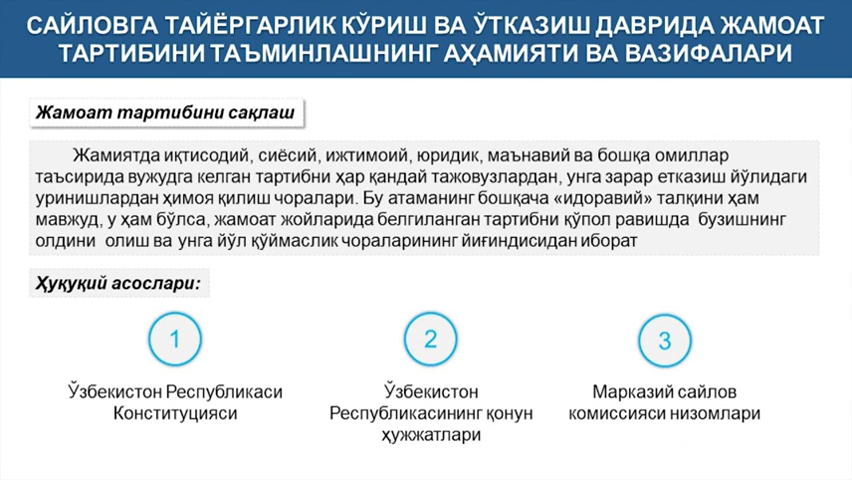 САЙЛОВГА ТАЙЁРГАРЛИК КЎРИШ ВА ЎТКАЗИШ ДАВРИДА ЖАМОАТ
ТАРТИБИНИ ТАЪМИНЛАШНИНГ АҲАМИЯТИ ВА ВАЗИФАЛАРИ
Жамоат тартибини сақлаш
Жамиятда иқтисодий, сиёсий, ижтимоий, юридик, маънавий ва бошқа омиллар
таъсирида вужудга келган тартибни ҳар қандай тажовузлардан, унга зарар етказиш йўлидаги
уринишлардан ҳимоя қилиш чоралари. Бу атаманинг бошқача «идоравий» талқини ҳам
мавжуд, у ҳам бўлса, жамоат жойларида белгиланган тартибни қўпол равишда бузишнинг
олдини олиш ва унга йўл қўймаслик чораларининг йиғиндисидан иборат
Ҳуқуқий асослари:
1
Ўзбекистон Республикаси
Конституцияси
2
Ўзбекистон
Республикасининг қонун
ҳужжатлари
3
Марказий сайлов
комиссияси низомлари